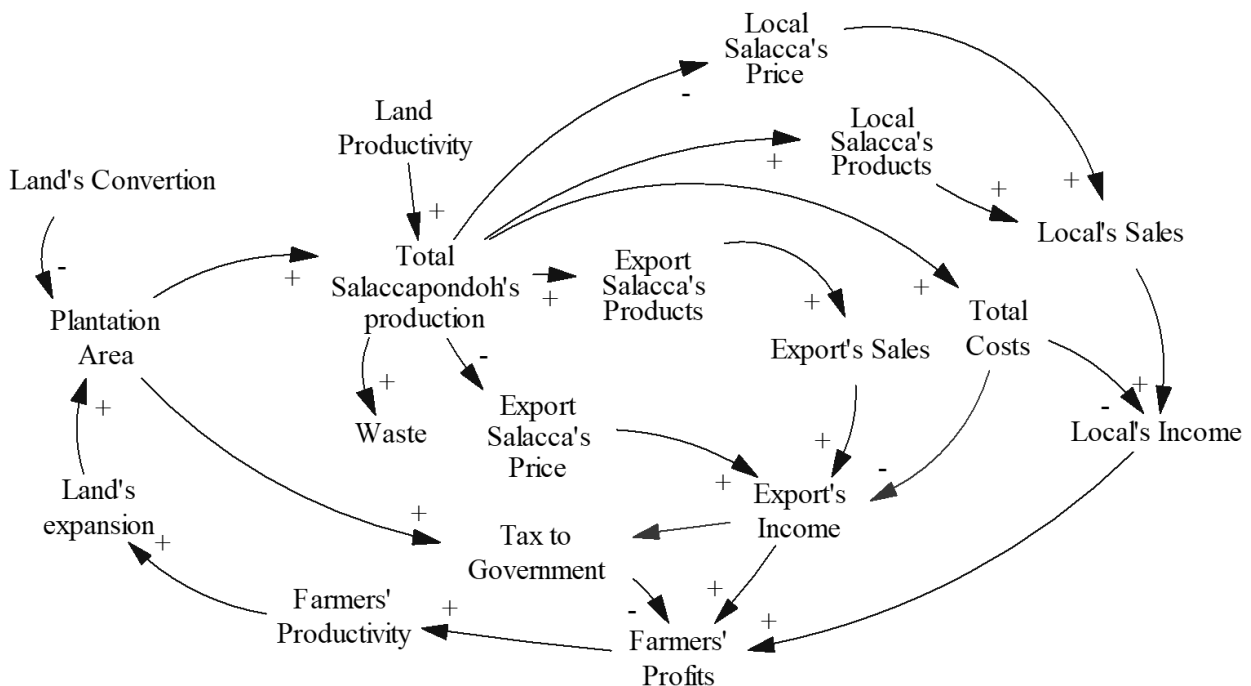 Local
Salacca's
Price
-
Land
Productivity
Local
Salacca's
Products
+
+
+
Land's Convertion
+
Local's Sales
-
+
Total
Salaccapondoh's
production
+
Export
Salacca's
Products
+
+
Total
Costs
Plantation
Area
-
Export's Sales
+
+
+
-
Waste
Export
Salacca's
Price
Local's Income
+
-
+
Land's
expansion
Export's
Income
+
Tax to
Government
+
Farmers'
Productivity
+
+
-
+
Farmers'
Profits